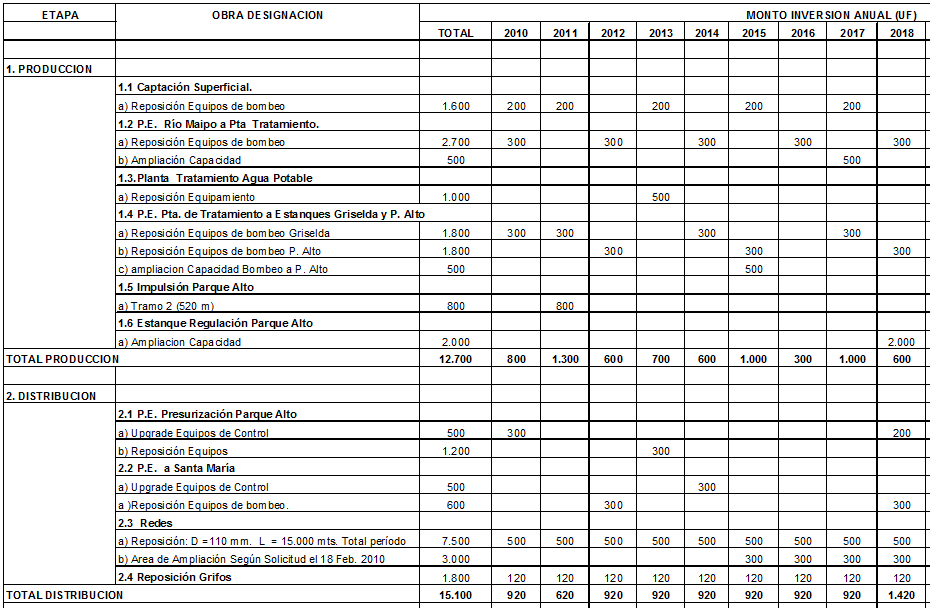 ETAPA OBRA DESIGNACION MONTO INVERSION ANUAL (UF)
TOTAL 2010 2011 2012 2013 2014 2015 2016 2017 2018
1. PRODUCCION
1.1 Captación Superficial.
a) Reposición Equipos de bombeo 1.600 200 200 200 200 200
1.2 P.E. Río Maipo a Pta Tratamiento.
a) Reposición Equipos de bombeo 2.700 300 300 300 300 300
b) Ampliación Capacidad 500 500
1.3.Planta Tratamiento Agua Potable
a) Reposición Equipamiento 1.000 500
1.4 P.E. Pta. de Tratamiento a Estanques Griselda y P. Alto
a) Reposición Equipos de bombeo Griselda 1.800 300 300 300 300
b) Reposición Equipos de bombeo P. Alto 1.800 300 300 300
c) ampliacion Capacidad Bombeo a P. Alto 500 500
1.5 Impulsión Parque Alto
a) Tramo 2 (520 m) 800 800
1.6 Estanque Regulación Parque Alto
a) Ampliacion Capacidad 2.000 2.000
TOTAL PRODUCCION 12.700 800 1.300 600 700 600 1.000 300 1.000 600
2. DISTRIBUCION
2.1 P.E. Presurización Parque Alto
a) Upgrade Equipos de Control 500 300 200
b) Reposición Equipos 1.200 300
2.2 P.E. a Santa María
a) Upgrade Equipos de Control 500 300
a )Reposición Equipos de bombeo. 600 300 300
2.3 Redes
a) Reposición: D =110 mm. L = 15.000 mts. Total período 7.500 500 500 500 500 500 500 500 500 500
b) Area de Ampliación Según Solicitud el 18 Feb. 2010 3.000 300 300 300 300
2.4 Reposición Grifos 1.800 120 120 120 120 120 120 120 120 120
TOTAL DISTRIBUCION 15.100 920 620 920 920 920 920 920 920 1.420